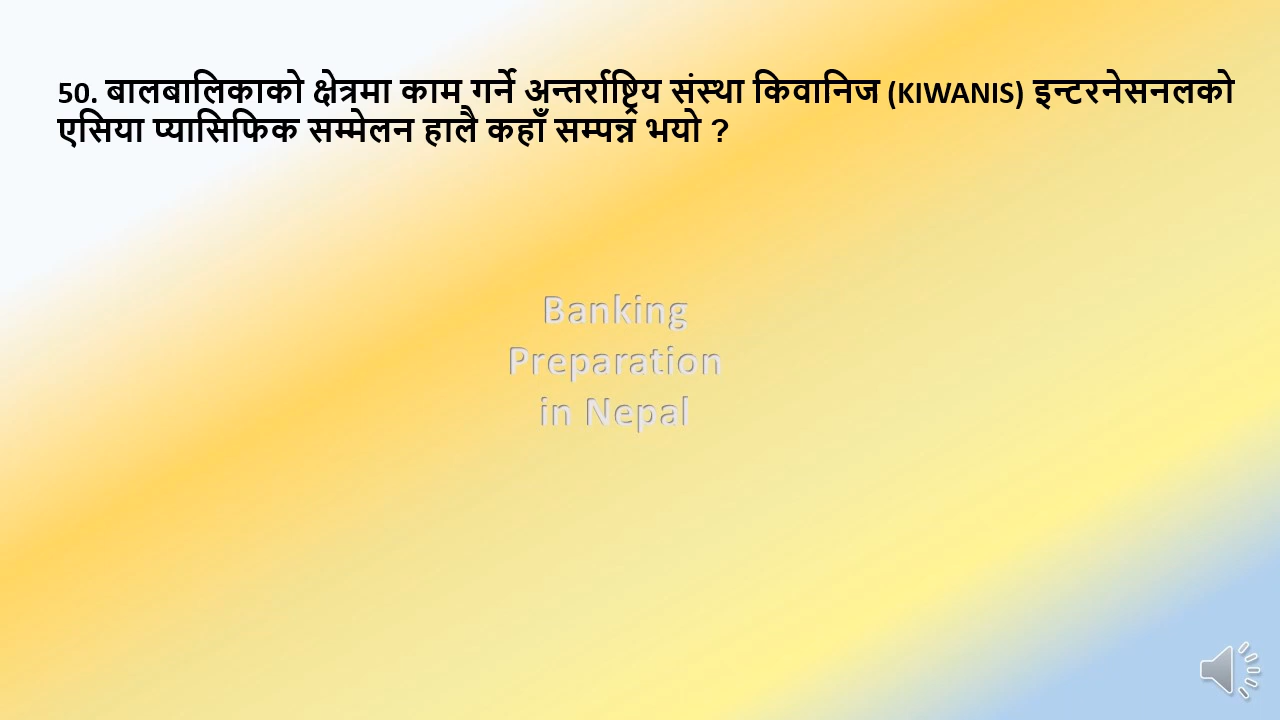 50. बालबालिकाको क्षेत्रमा काम गर्ने अन्तर्राष्ट्रिय संस्था किवानिज (KIWANIS) इन्टरनेसनलको
एसिया प्यासिफिक सम्मेलन हालै कहाँ सम्पन्न भयो ?
Banking
Preparation
in Nepal